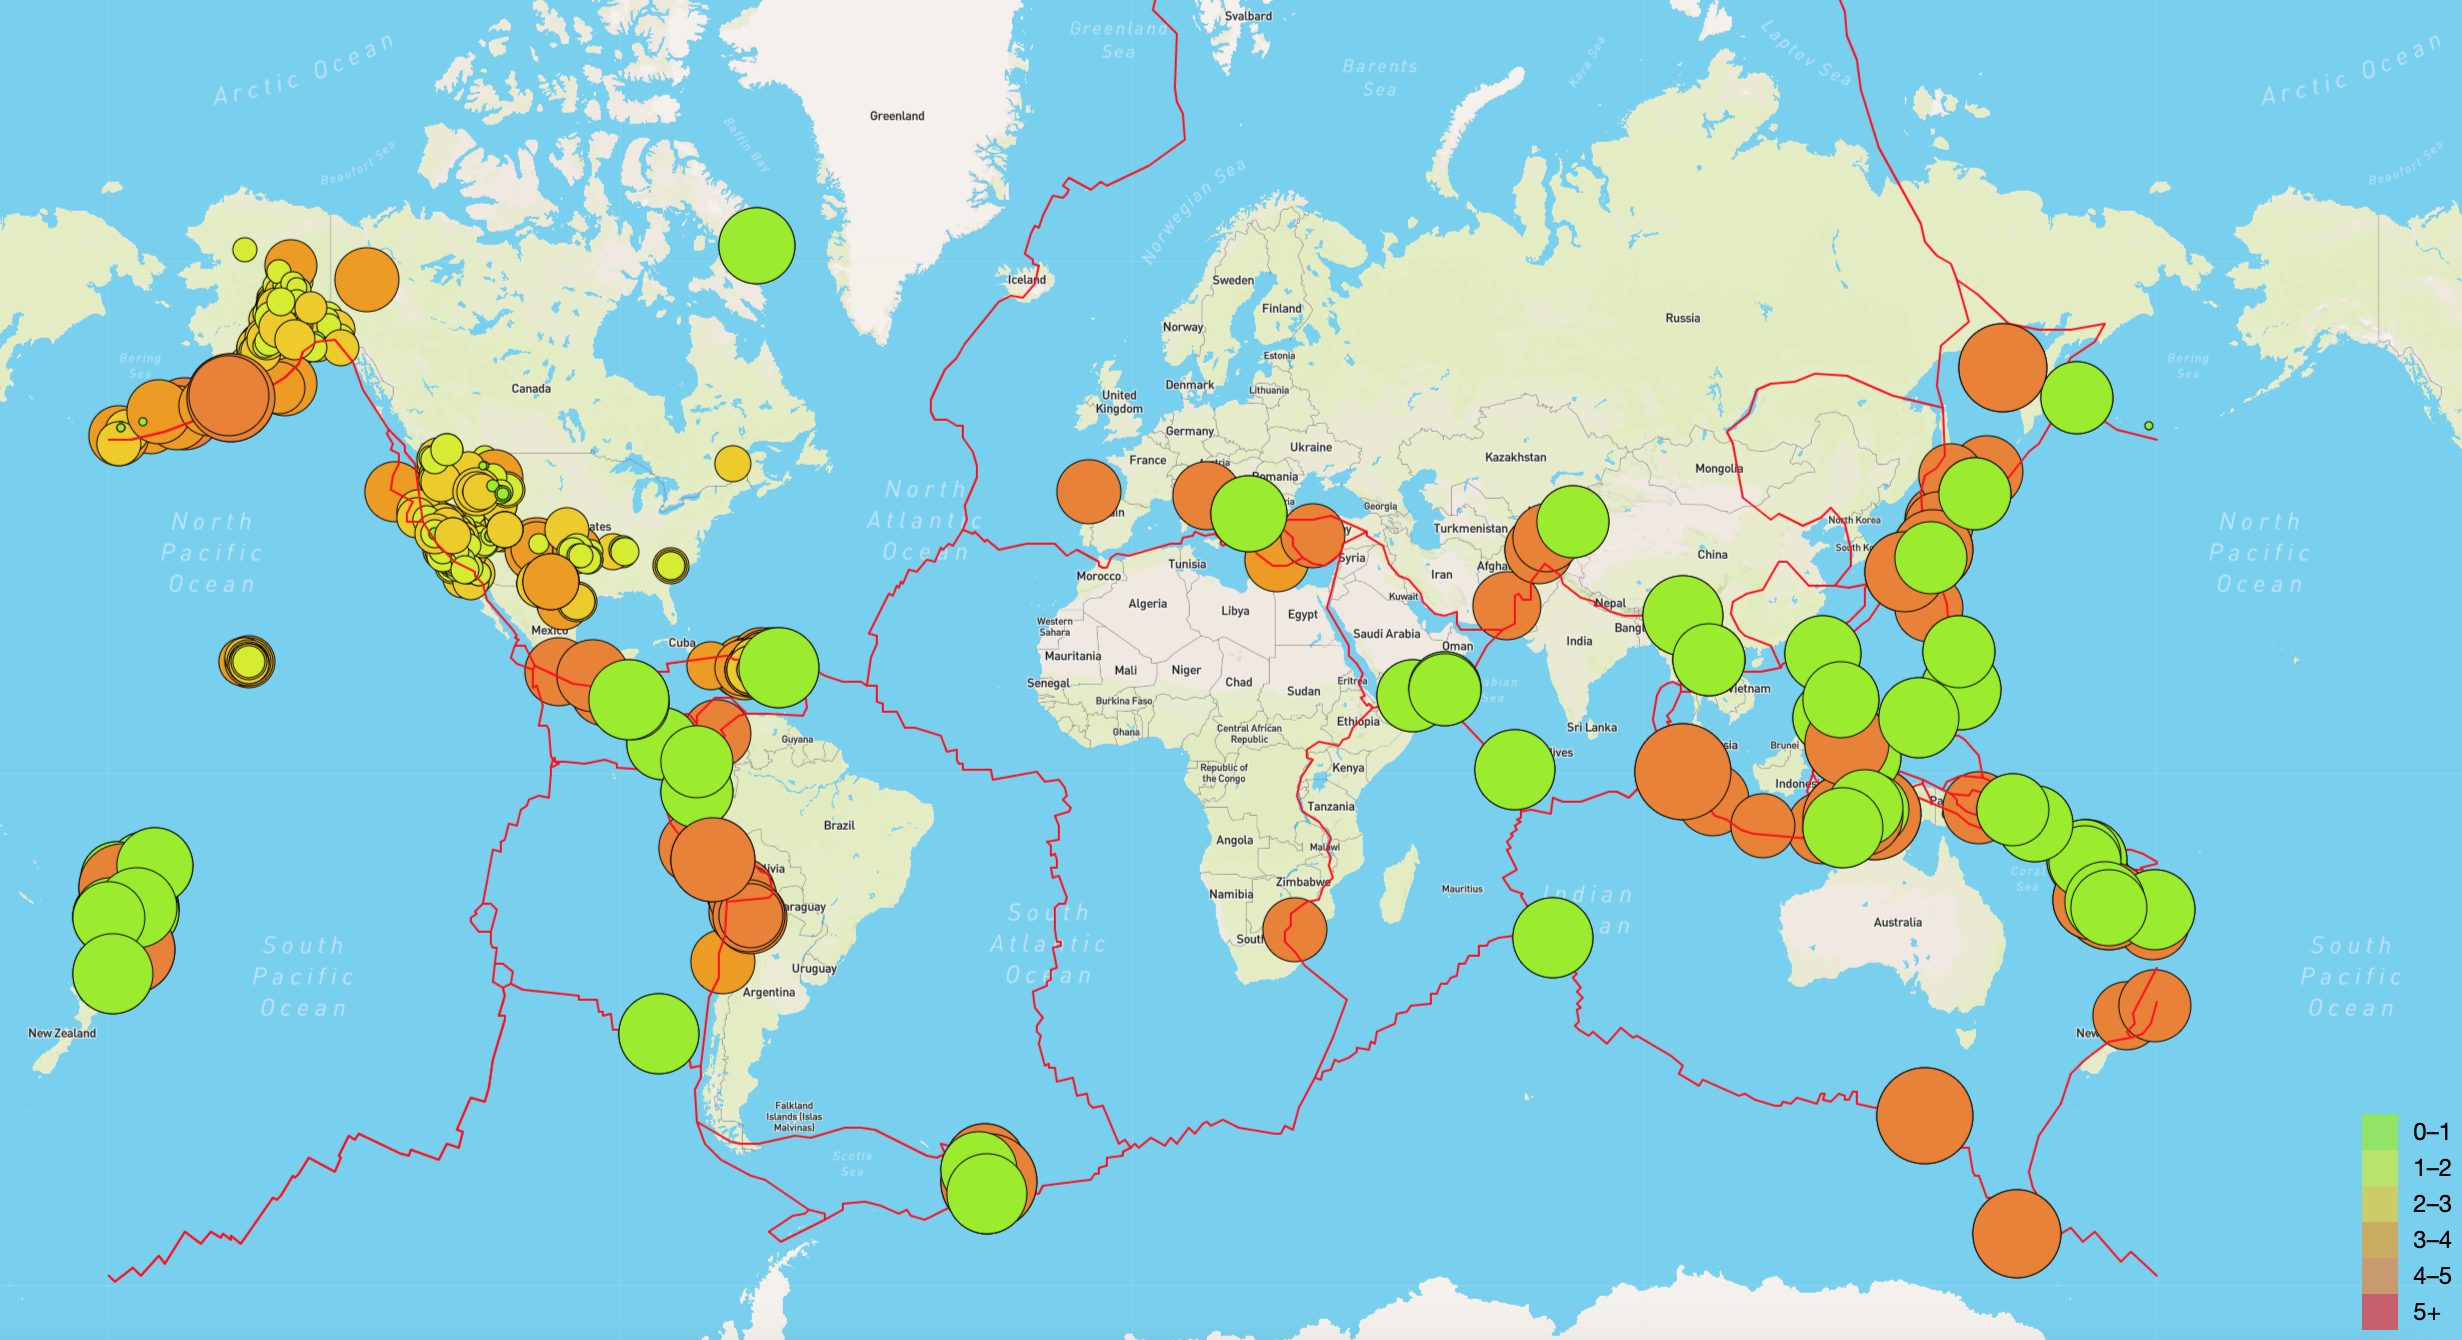 Svalbard
Greenland
Sea
Arctic Ocean
Laptev Sea
Kara Sea
Arctic Ocean
Barents
Sea
Greenland
Baffin Bay
Beaufort Sea
Beaufort Sea
Norwegian Sea
Iceland
Sweden
Finland
Russia
Norway
Bering
Sea
Bering
Sea
Estonia
Denmark
Lithuania
Canada
United
Kingdom
Germany
Ukraine
France
Austria
Kazakhstan
Mongolia
Romania
North
Atlantic
Ocean
Georgia
North
Pacific
Ocean
North
Pacific
Ocean
North Korea
Turkmenistan
South Ko
China
Syria
Tunisia
Iran
Afgha
Morocco
Kuwait
Algeria
Libya
Egypt
Nepal
Western
Sahara
Mexico
Cuba
Saudi Arabia
India
Bangl
Oman
Mauritania
Mali
Niger
Chad
Sudan
Eritre
Senegal
Vietnam
Burkina Faso
Ghana
Central African
Republic
Ethiopia
Sri Lanka
Guyana
Brunei
Republic of
the Congo
Kenya
Indones
Tanzania
Brazil
Angola
Malawi
Zimbabwe
Namibia
Mauritius
Coral
Sea
Indian
South
Atlantic
Ocean
Australia
South
Pacific
Ocean
South
Pacific
Ocean
Uruguay
Argentina
New Zealand
New
Falkland
Islands (Islas
Malvinas)
Scotia
Sea
0–1
1–2
2–3
3–4
4–5
5+